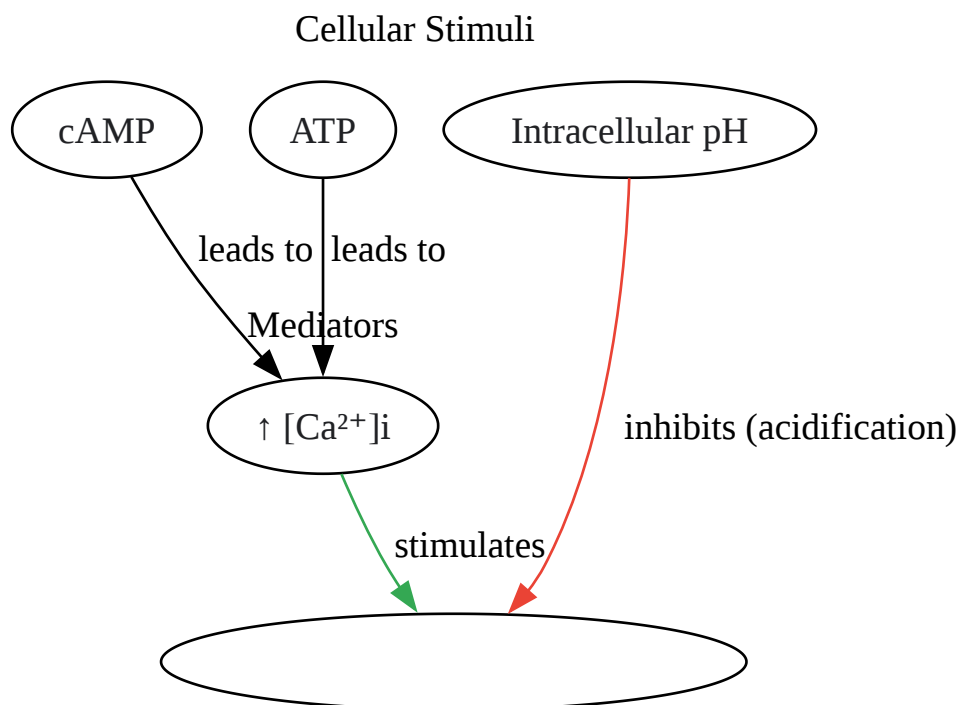 Cellular Stimuli
cAMP
ATP
Intracellular pH
leads to
leads to
Mediators
↑ [Ca²⁺]i
inhibits (acidification)
stimulates